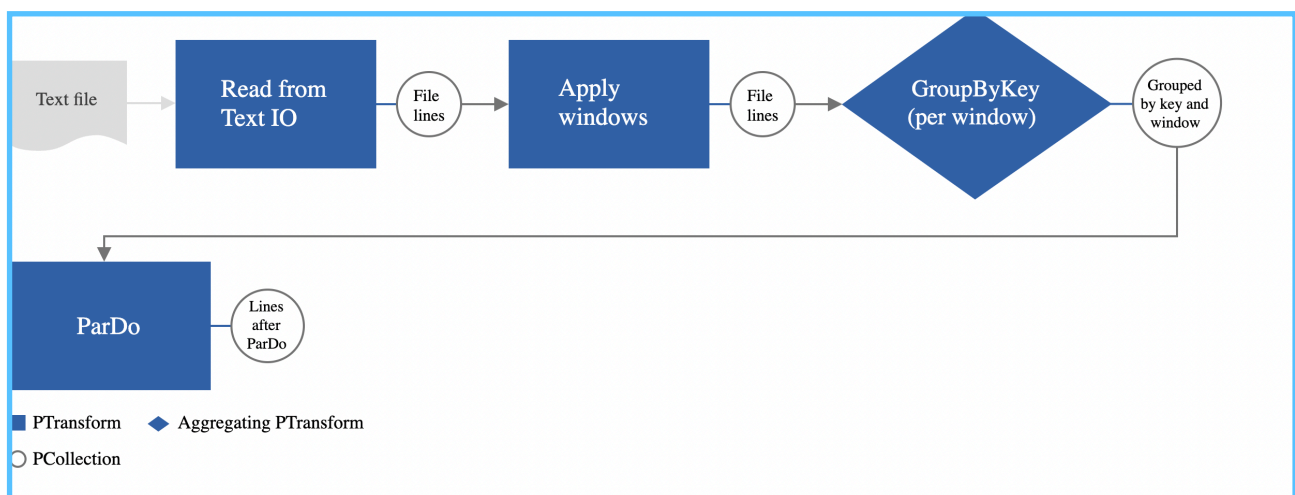 Text file
Read from
Text IO
File
lines
Apply
windows
File
lines
GroupByKey
(per window)
Grouped
by key and
window
ParDo
Lines
after
ParDo
PTransform
Aggregating PTransform
PCollection